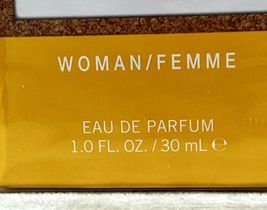 WOMAN/FEMME
EAU DE PARFUM
1.0 FL. OZ. / 30 mL ℮